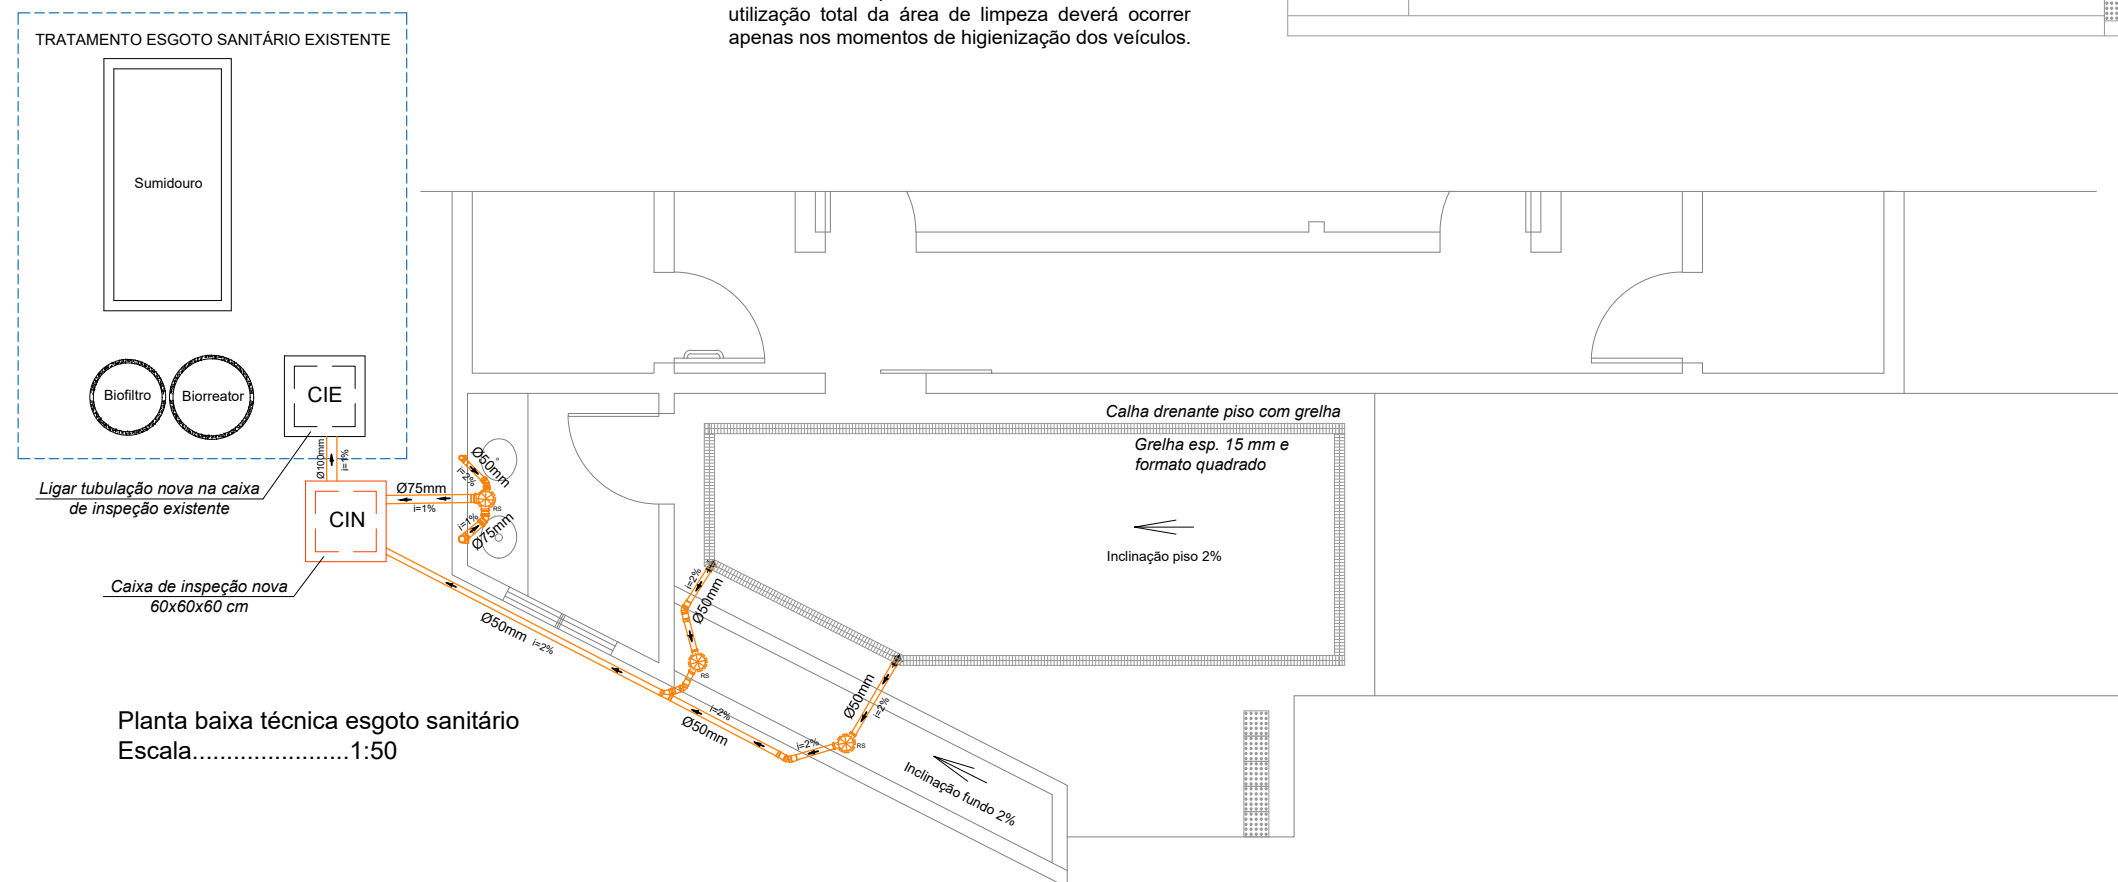 utilização total da área de limpeza deverá ocorrer
apenas nos momentos de higienização dos veículos.
TRATAMENTO ESGOTO SANITÁRIO EXISTENTE
Sumidouro
Biofiltro
Biorreator
CIE
Ø100mm
i=1%
Ligar tubulação nova na caixa
de inspeção existente
CIN
Caixa de inspeção nova
60x60x60 cm
Ø75mm
i=1%
Ø50mm
i=2%
RS
i=1%
Ø75mm
Calha drenante piso com grelha
Grelha esp. 15 mm e
formato quadrado
Inclinação piso 2%
i=2%
Ø50mm
RS
Ø50mm i=2%
Ø50mm
i=2%
RS
i=2%
i=2%
Ø50mm
Inclinação fundo 2%
Planta baixa técnica esgoto sanitário
Escala.......................1:50